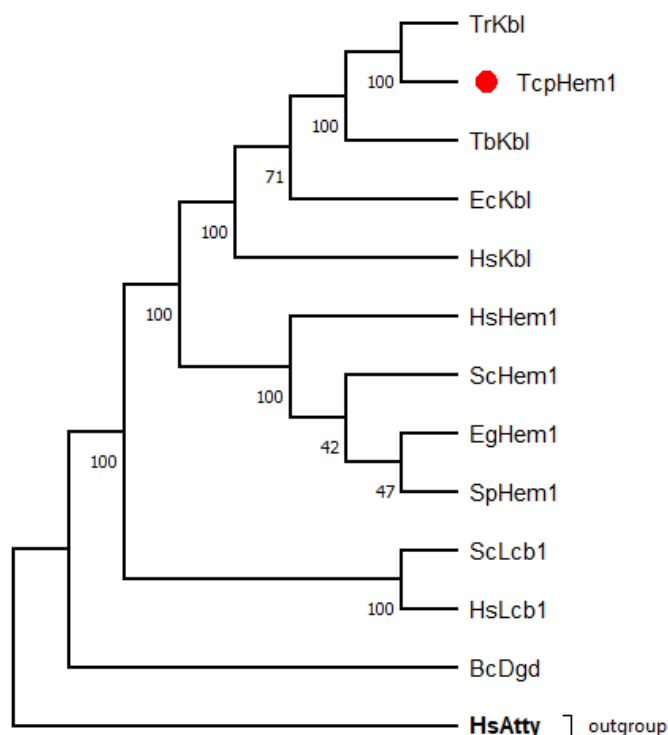 TrKbl
100
TcpHem1
100
TbKbl
71
EcKbl
100
HsKbl
100
HsHem1
100
ScHem1
42
EgHem1
47
SpHem1
100
ScLcb1
100
HsLcb1
BcDgd
HsAtty
outgroup